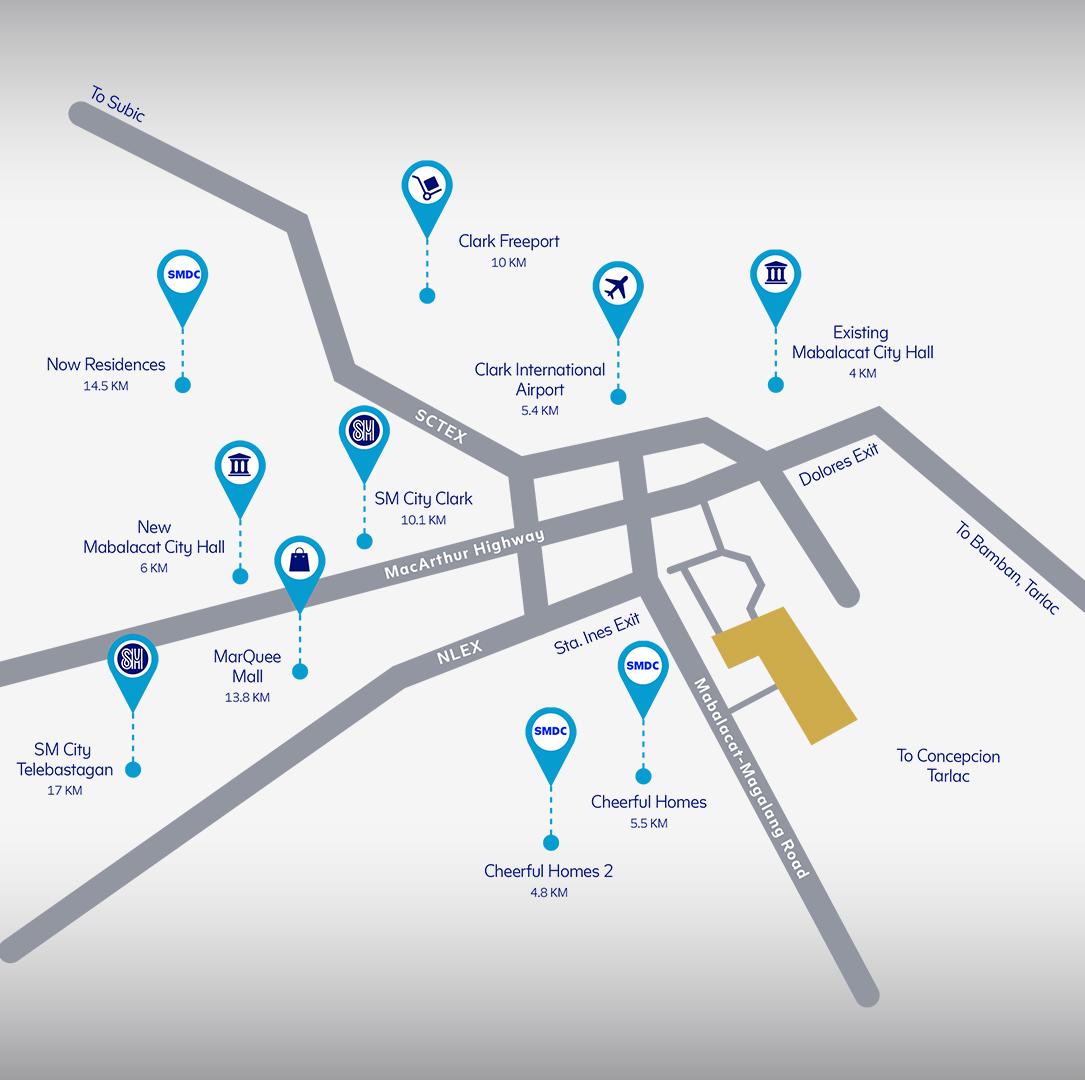 To Subic
Clark Freeport
10 KM
SMDC
Now Residences
14.5 KM
Clark International
Airport
5.4 KM
Existing
Mabalacat City Hall
4 KM
SCTEX
SM
SM City Clark
10.1 KM
Dolores Exit
To Bamban, Tarlac
New
Mabalacat City Hall
6 KM
MacArthur Highway
NLEX
Sta. Ines Exit
MarQuee
Mall
13.8 KM
SM
SM City
Telebastagan
17 KM
SMDC
Cheerful Homes
5.5 KM
SMDC
Cheerful Homes 2
4.8 KM
Mabalacat-Magalang Road
To Concepcion
Tarlac